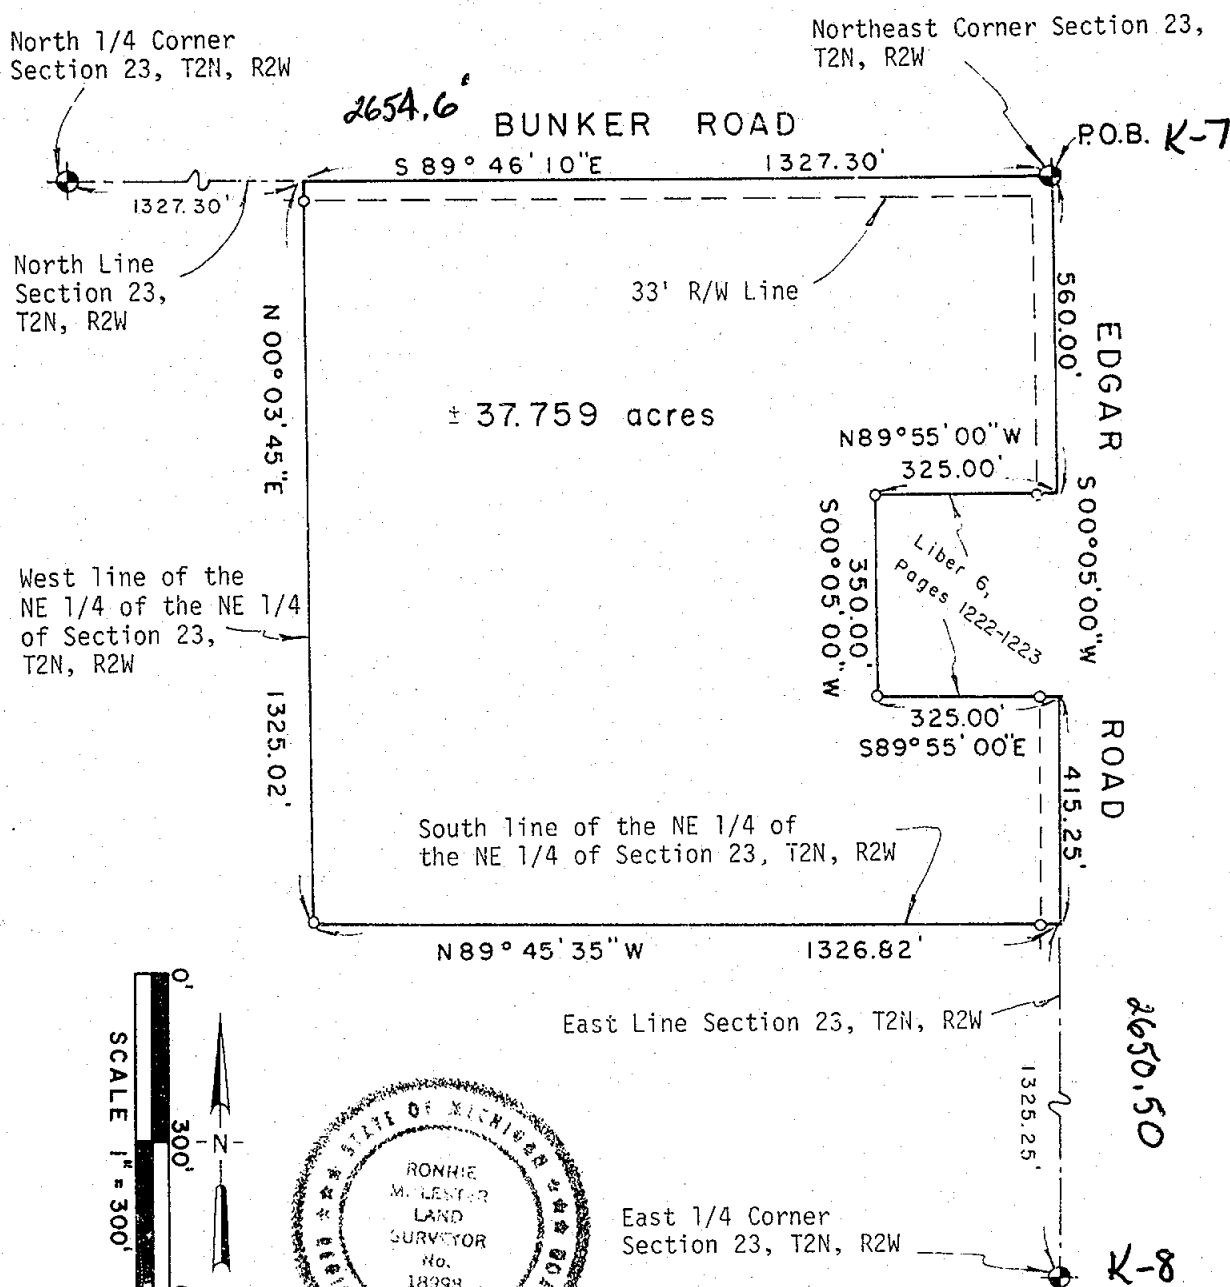 North 1/4 Corner
Section 23, T2N, R2W
Northeast Corner Section 23,
T2N, R2W
2654.6'
BUNKER ROAD
P.O.B. K-7
S 89° 46' 10"E 1327.30'
1327.30'
North Line
Section 23,
T2N, R2W
33' R/W Line
560.00'
EDGAR
N 00° 03' 45"E
± 37.759 acres
N89° 55' 00"W
325.00'
S00°05'00"W
S00°05'00"W
350.00'
Liber 6,
Pages 1222-1223
West line of the
NE 1/4 of the NE 1/4
of Section 23,
T2N, R2W
1325.02'
325.00'
S89° 55' 00"E
ROAD
415.25'
South line of the NE 1/4 of
the NE 1/4 of Section 23, T2N, R2W
N89° 45' 35"W 1326.82'
East Line Section 23, T2N, R2W
2650.50
1325.25'
0'
300'
SCALE 1" = 300'
N
STATE OF MICHIGAN
RONNIE
M. LESTER
LAND
SURVEYOR
No.
18998
East 1/4 Corner
Section 23, T2N, R2W
K-8